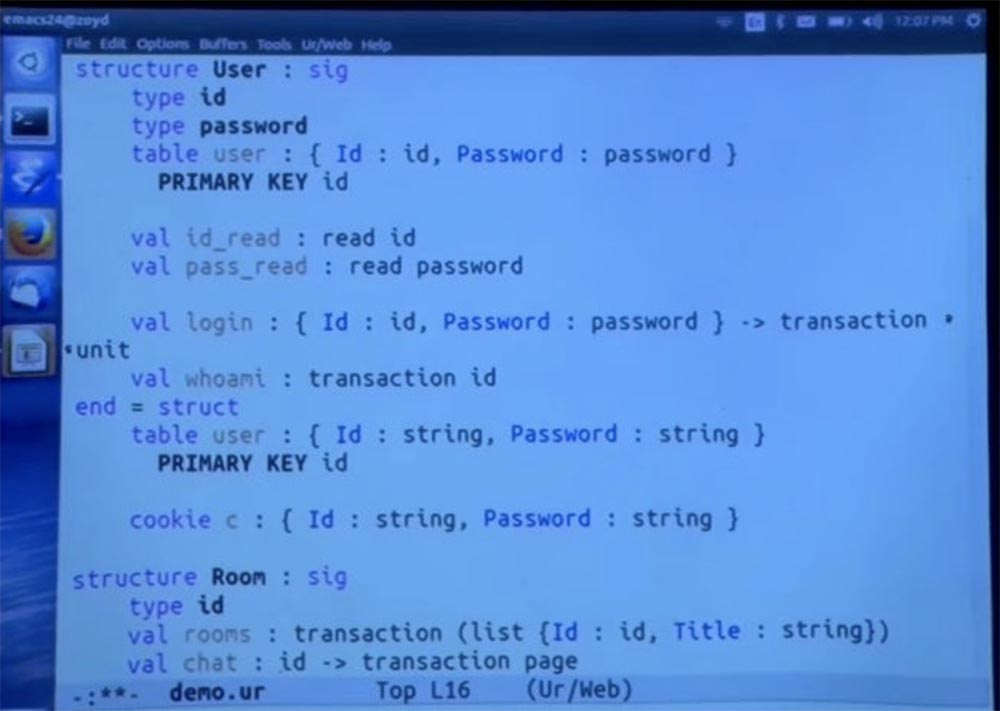 emacs24@zoyd
En 12:07 PM
File Edit Options Buffers Tools Ur/Web Help
structure User : sig
type id
type password
table user : { Id : id, Password : password }
PRIMARY KEY id
val id_read : read id
val pass_read : read password
val login : { Id : id, Password : password } -> transaction
unit
val whoami : transaction id
end = struct
table user : { Id : string, Password : string }
PRIMARY KEY id
cookie c : { Id : string, Password : string }
structure Room : sig
type id
val rooms : transaction (list {Id : id, Title : string})
val chat : id -> transaction page
-.:**- demo.ur Top L16 (Ur/Web)